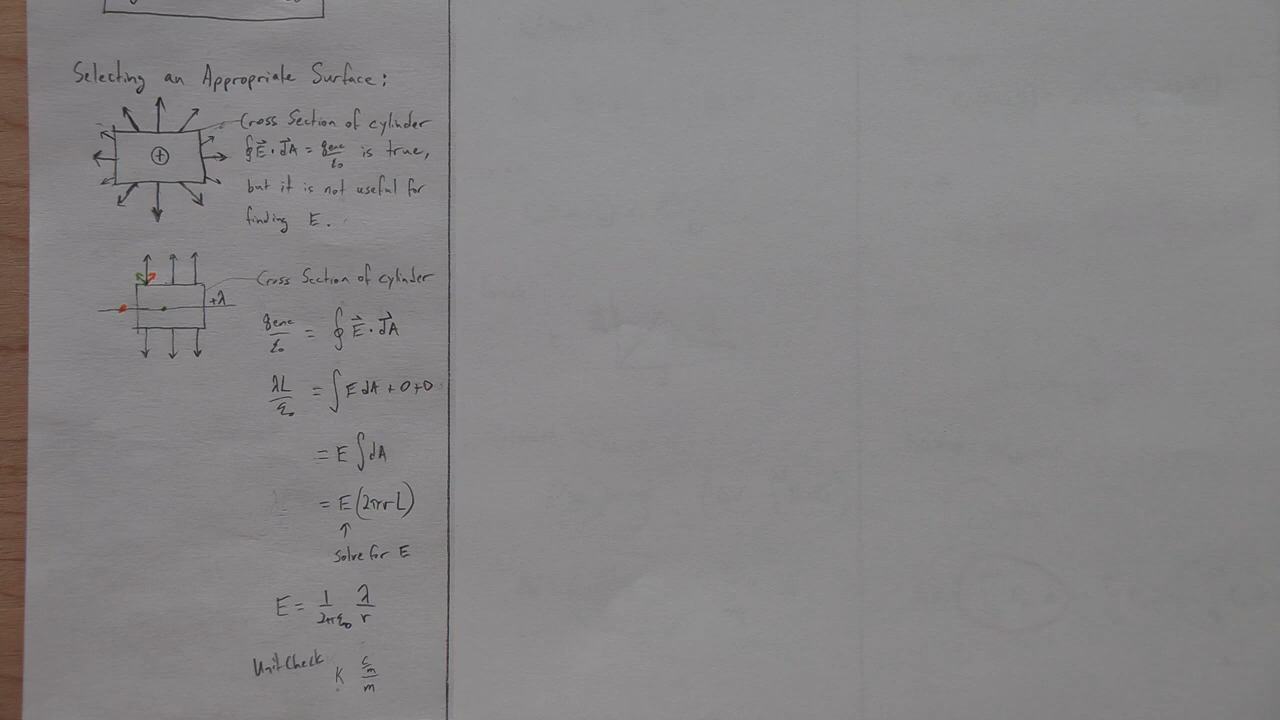 Selecting an Appropriate Surface:
Cross Section of cylinder
∮E⃗·dA⃗ = qenc/ε₀ is true,
but it is not useful for
finding E.
+
Cross Section of cylinder
+λ
qenc/ε₀ = ∮E⃗·dA⃗
λL/ε₀ = ∫E dA + 0 + 0
= E∫dA
= E(2πrL)
↑
solve for E
E = 1/2πε₀ λ/r
Unit Check K C/m/m